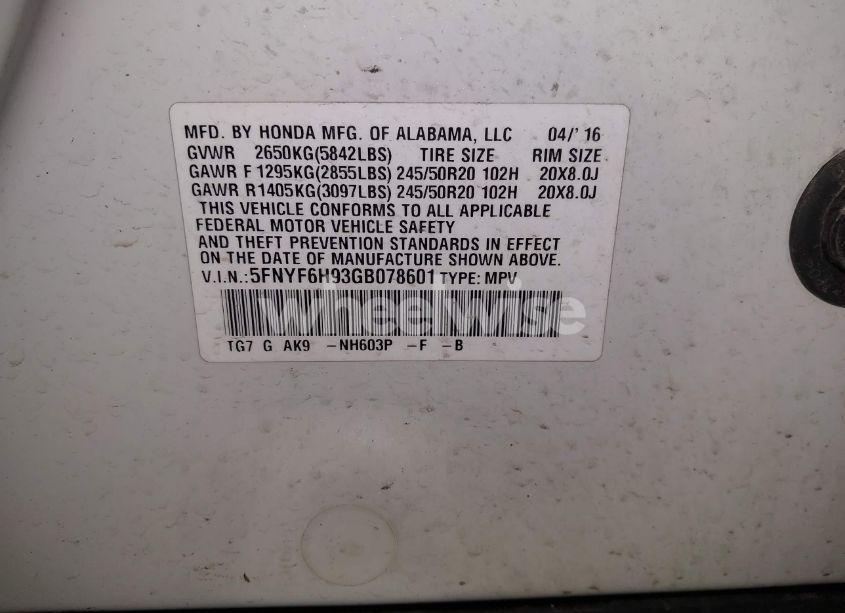 MFD. BY HONDA MFG. OF ALABAMA, LLC 04/' 16
GVWR 2650KG(5842LBS) TIRE SIZE RIM SIZE
GAWR F 1295KG(2855LBS) 245/50R20 102H 20X8.0J
GAWR R1405KG(3097LBS) 245/50R20 102H 20X8.0J
THIS VEHICLE CONFORMS TO ALL APPLICABLE
FEDERAL MOTOR VEHICLE SAFETY
AND THEFT PREVENTION STANDARDS IN EFFECT
ON THE DATE OF MANUFACTURE SHOWN ABOVE.
V.I.N.: 5FNYF6H93GB078601 TYPE: MPV
wheelwise
TG7 G AK9 -NH603P -F -B